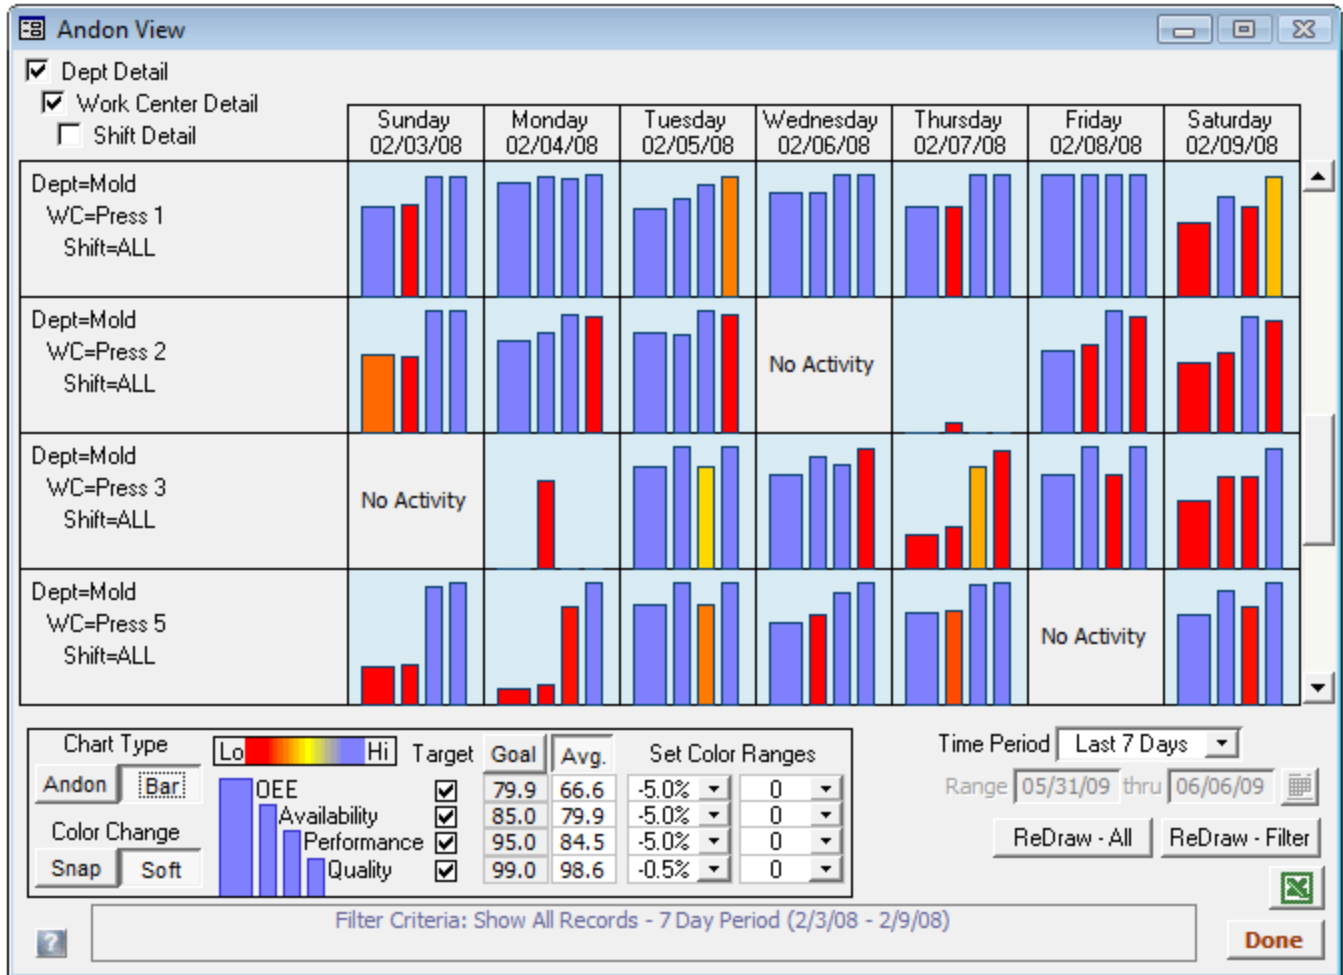 Andon View
Dept Detail
Work Center Detail
Shift Detail
Sunday Monday Tuesday Wednesday Thursday Friday Saturday
02/03/08 02/04/08 02/05/08 02/06/08 02/07/08 02/08/08 02/09/08
Dept=Mold
WC=Press 1
Shift=ALL
Dept=Mold
WC=Press 2
Shift=ALL
No Activity
Dept=Mold
WC=Press 3
Shift=ALL
No Activity
Dept=Mold
WC=Press 5
Shift=ALL
No Activity
Chart Type
Andon Bar
Color Change
Snap Soft
Lo Hi Target Goal Avg. Set Color Ranges
OEE 79.9 66.6 -5.0% 0
Availability 85.0 79.9 -5.0% 0
Performance 95.0 84.5 -5.0% 0
Quality 99.0 98.6 -0.5% 0
Time Period Last 7 Days
Range 05/31/09 thru 06/06/09
ReDraw - All ReDraw - Filter
Filter Criteria: Show All Records - 7 Day Period (2/3/08 - 2/9/08)
?
Done